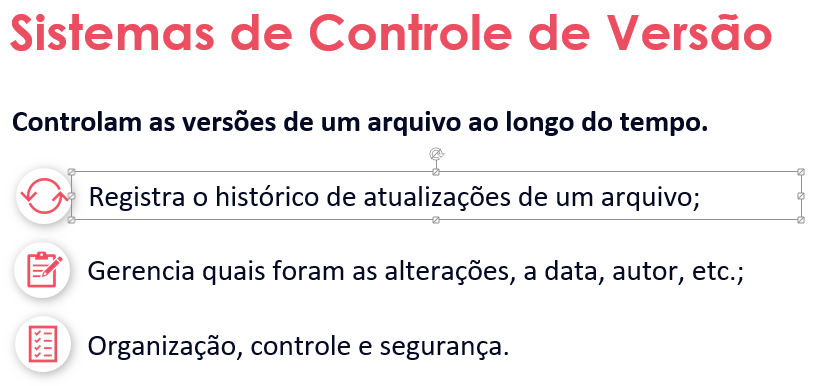 Sistemas de Controle de Versão
Controlam as versões de um arquivo ao longo do tempo.
Registra o histórico de atualizações de um arquivo;
Gerencia quais foram as alterações, a data, autor, etc.;
Organização, controle e segurança.